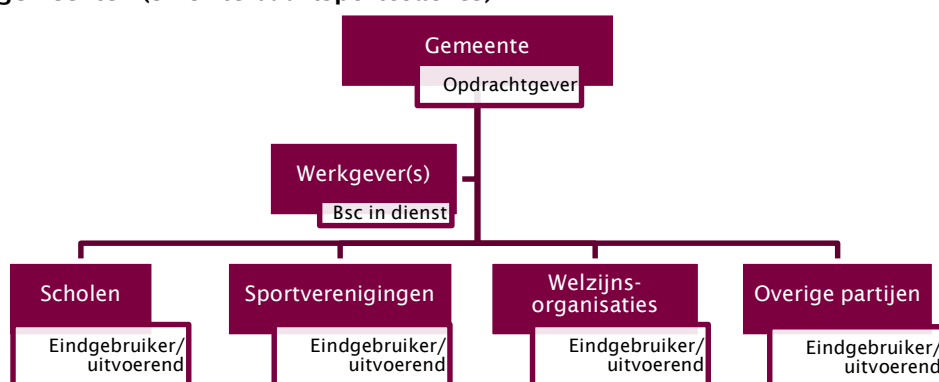 Gemeente
Opdrachtgever
Werkgever(s)
Bsc in dienst
Scholen
Eindgebruiker/
uitvoerend
Sportverenigingen
Eindgebruiker/
uitvoerend
Welzijns-
organisaties
Eindgebruiker/
uitvoerend
Overige partijen
Eindgebruiker/
uitvoerend